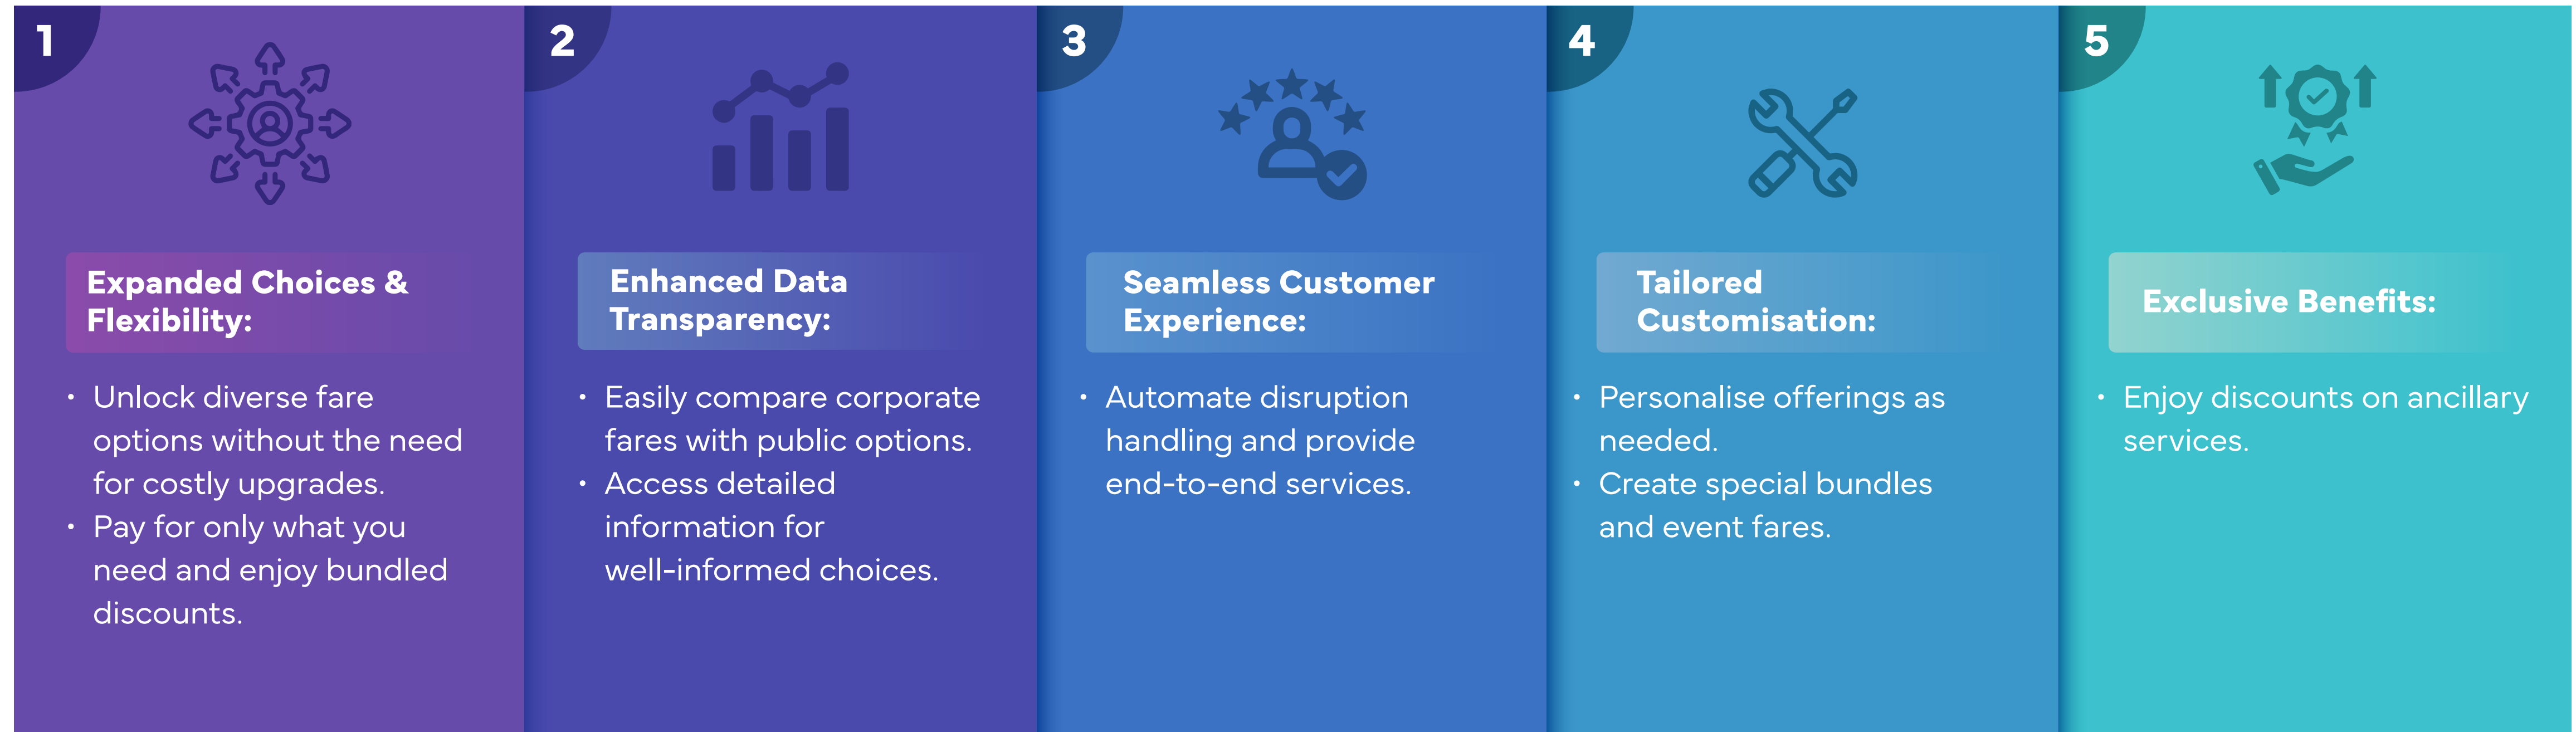 1
Expanded Choices &
Flexibility:
• Unlock diverse fare
options without the need
for costly upgrades.
• Pay for only what you
need and enjoy bundled
discounts.
2
Enhanced Data
Transparency:
• Easily compare corporate
fares with public options.
• Access detailed
information for
well-informed choices.
3
Seamless Customer
Experience:
• Automate disruption
handling and provide
end-to-end services.
4
Tailored
Customisation:
• Personalise offerings as
needed.
• Create special bundles
and event fares.
5
Exclusive Benefits:
• Enjoy discounts on ancillary
services.